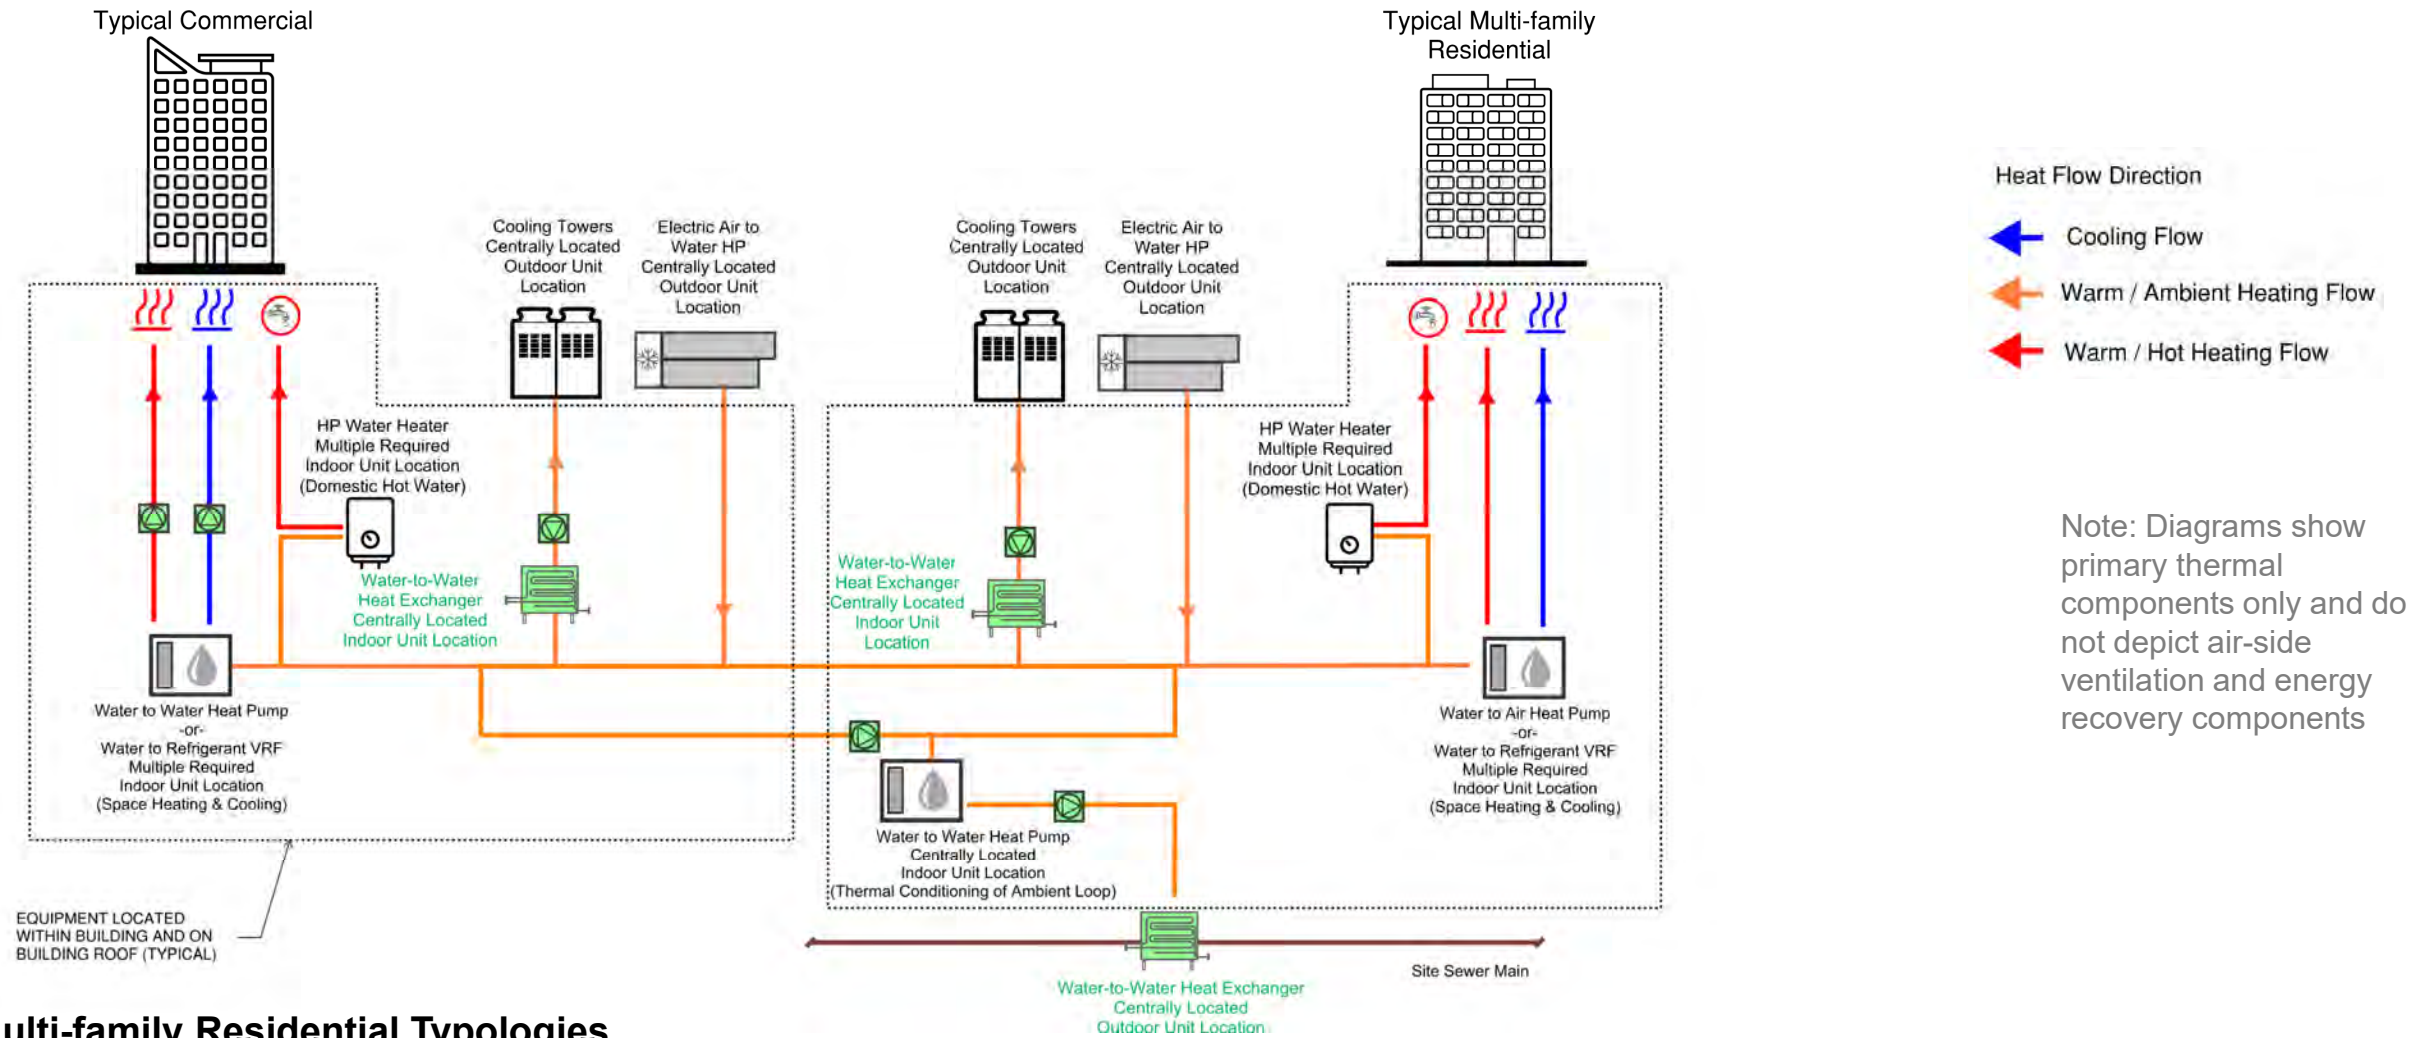 Typical Commercial
Typical Multi-family
Residential
Cooling Towers
Centrally Located
Outdoor Unit
Location
Electric Air to
Water HP
Centrally Located
Outdoor Unit
Location
Cooling Towers
Centrally Located
Outdoor Unit
Location
Electric Air to
Water HP
Centrally Located
Outdoor Unit
Location
Heat Flow Direction
Cooling Flow
Warm / Ambient Heating Flow
Warm / Hot Heating Flow
HP Water Heater
Multiple Required
Indoor Unit Location
(Domestic Hot Water)
HP Water Heater
Multiple Required
Indoor Unit Location
(Domestic Hot Water)
Note: Diagrams show
primary thermal
components only and do
not depict air-side
ventilation and energy
recovery components
Water-to-Water
Heat Exchanger
Centrally Located
Indoor Unit Location
Water-to-Water
Heat Exchanger
Centrally Located
Indoor Unit
Location
Water to Water Heat Pump
-or-
Water to Refrigerant VRF
Multiple Required
Indoor Unit Location
(Space Heating & Cooling)
Water to Air Heat Pump
-or-
Water to Refrigerant VRF
Multiple Required
Indoor Unit Location
(Space Heating & Cooling)
Water to Water Heat Pump
Centrally Located
Indoor Unit Location
(Thermal Conditioning of Ambient Loop)
EQUIPMENT LOCATED
WITHIN BUILDING AND ON
BUILDING ROOF (TYPICAL)
Site Sewer Main
Water-to-Water Heat Exchanger
Centrally Located
Outdoor Unit Location
ulti-family Residential Typologies